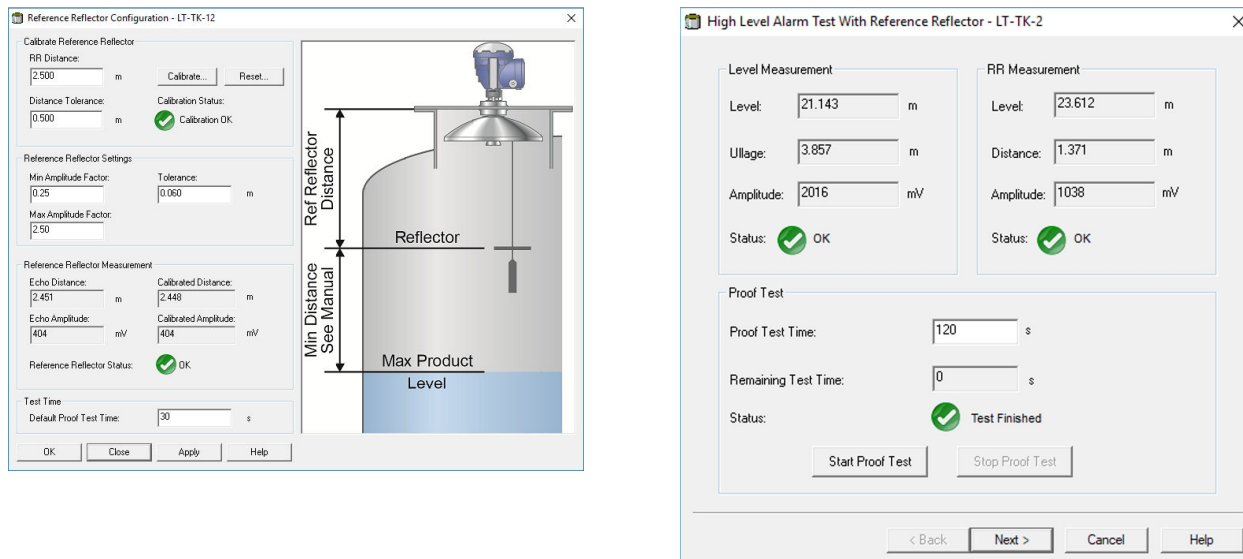 Reference Reflector Configuration - LT-TK-12
Calibrate Reference Reflector
RR Distance:
2.500 m Calibrate... Reset...
Distance Tolerance: Calibration Status:
0.500 m Calibration OK
Reference Reflector Settings
Min Amplitude Factor: Tolerance:
0.25 0.060 m
Max Amplitude Factor:
2.50
Reference Reflector Measurement
Echo Distance: Calibrated Distance:
2.451 m 2.448 m
Echo Amplitude: Calibrated Amplitude:
404 mV 404 mV
Reference Reflector Status: OK
Test Time
Default Proof Test Time: 30 s
OK Close Apply Help
Ref Reflector
Distance
Reflector
Min Distance
See Manual
Max Product
Level
High Level Alarm Test With Reference Reflector - LT-TK-2
Level Measurement
Level: 21.143 m
Ullage: 3.857 m
Amplitude: 2016 mV
Status: OK
RR Measurement
Level: 23.612 m
Distance: 1.371 m
Amplitude: 1038 mV
Status: OK
Proof Test
Proof Test Time: 120 s
Remaining Test Time: 0 s
Status: Test Finished
Start Proof Test Stop Proof Test
< Back Next > Cancel Help